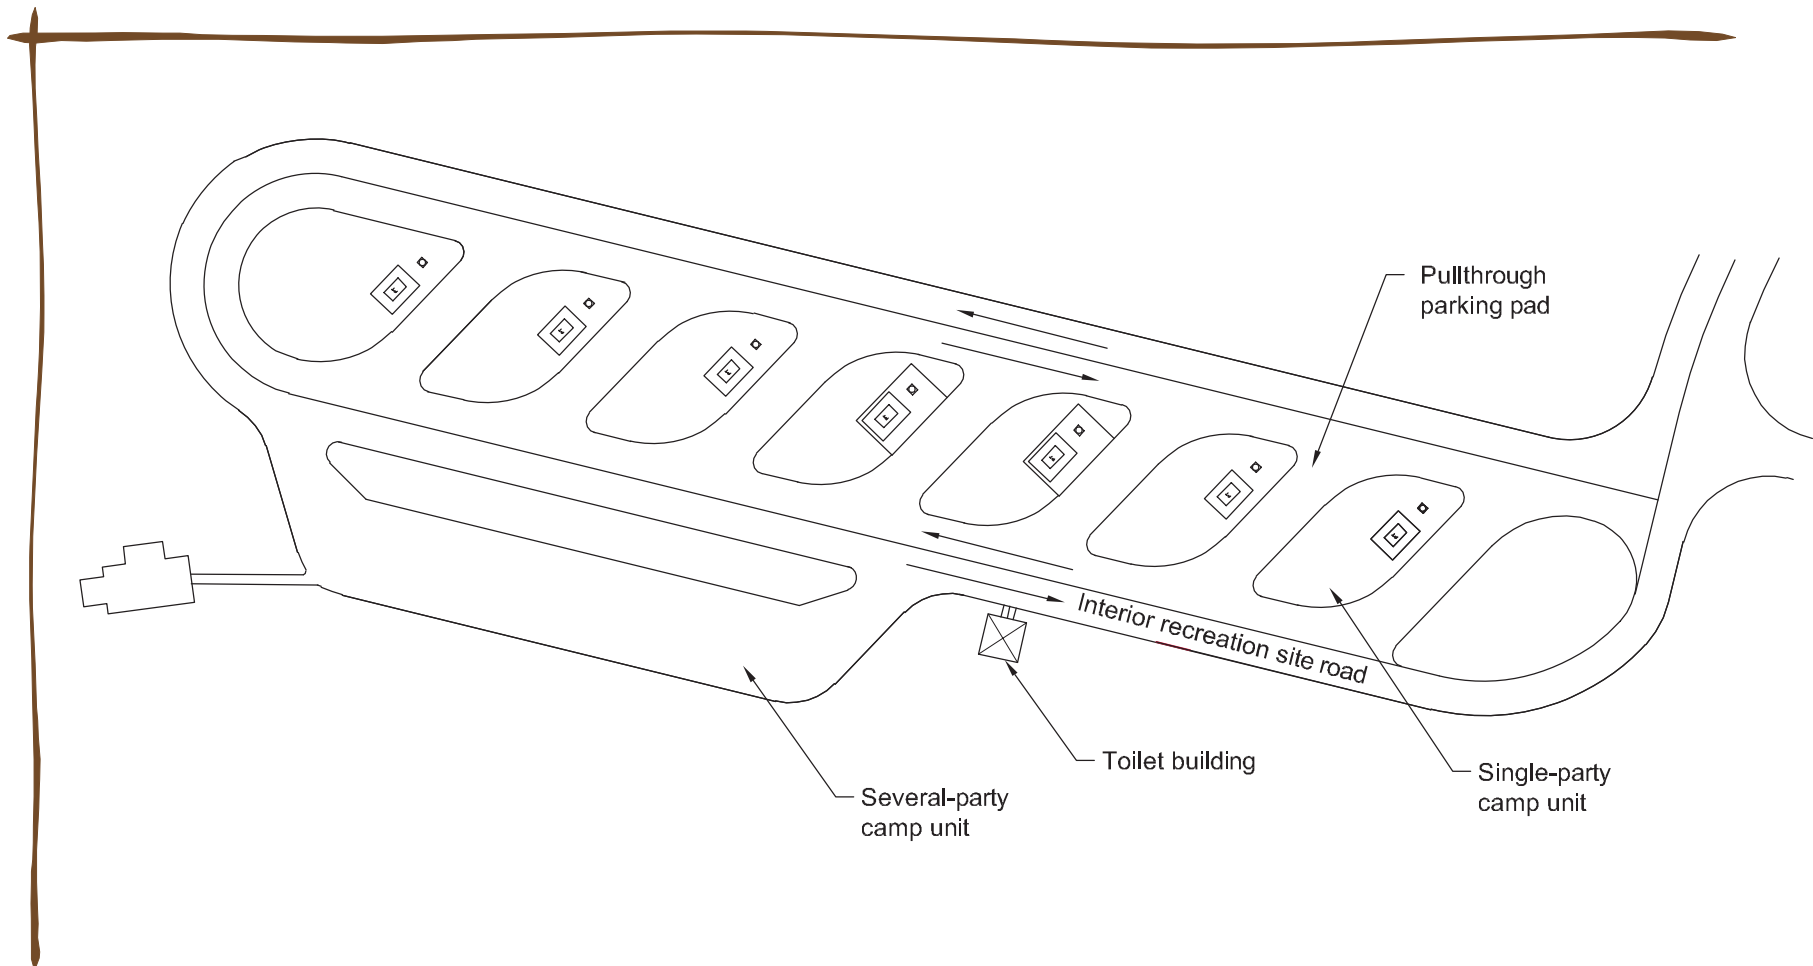 Pullthrough
parking pad
Interior recreation site road
Toilet building
Single-party
camp unit
Several-party
camp unit